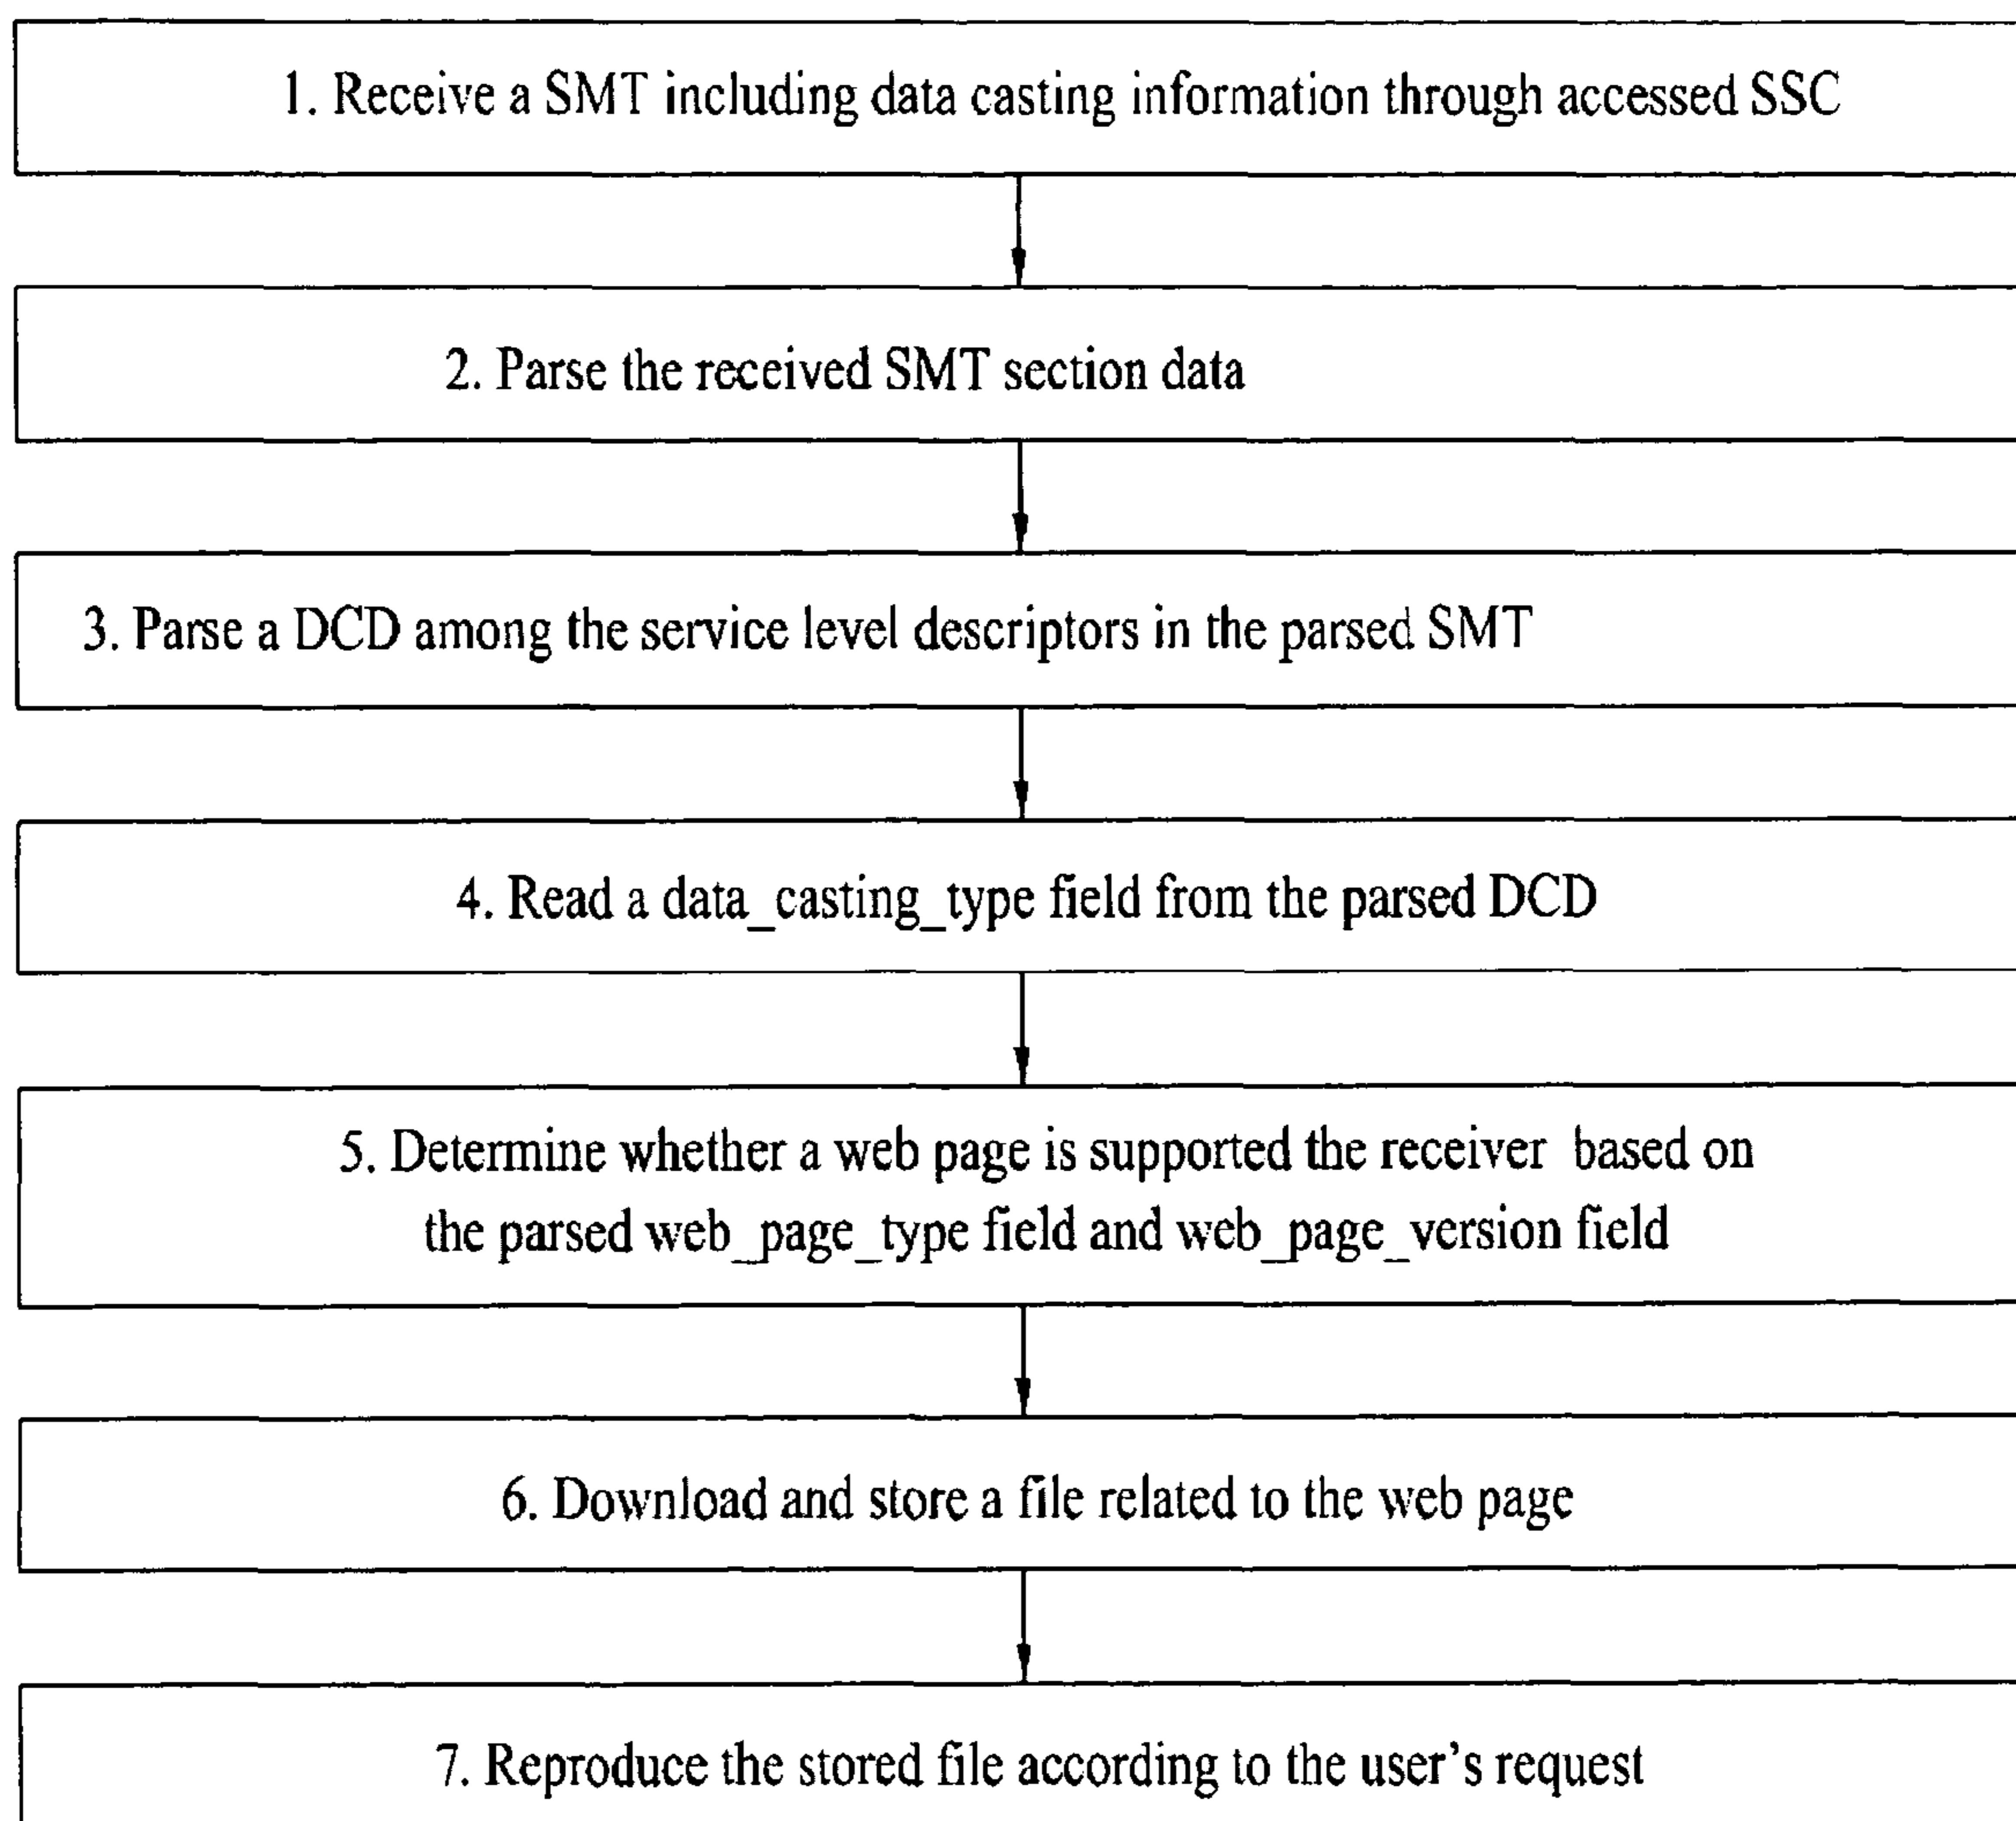 1. Receive a SMT including data casting information through accessed SSC
2. Parse the received SMT section data
3. Parse a DCD among the service level descriptors in the parsed SMT
4. Read a data_casting_type field from the parsed DCD
5. Determine whether a web page is supported the receiver based on
the parsed web_page_type field and web_page_version field
6. Download and store a file related to the web page
7. Reproduce the stored file according to the user's request